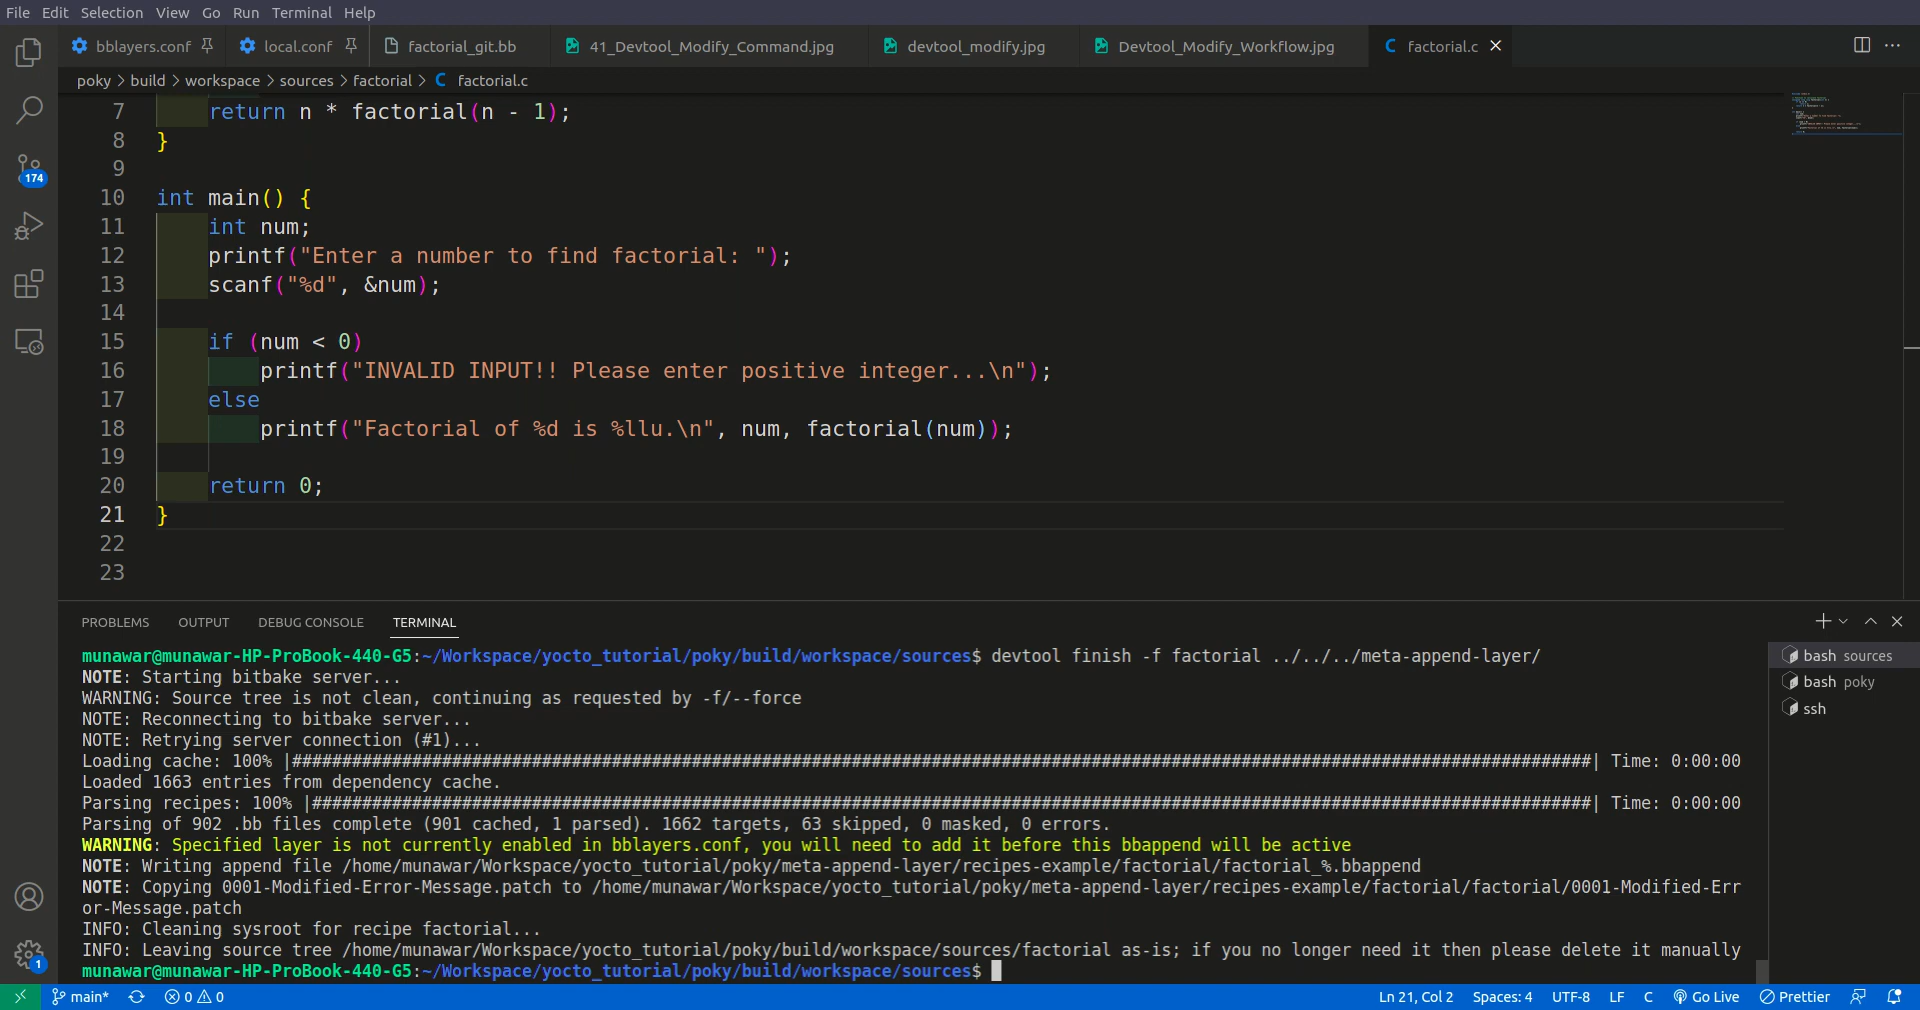 File Edit Selection View Go Run Terminal Help
bblayers.conf local.conf factorial_git.bb 41_Devtool_Modify_Command.jpg devtool_modify.jpg Devtool_Modify_Workflow.jpg C factorial.c
poky > build > workspace > sources > factorial > C factorial.c
7 return n * factorial(n - 1);
8 }
9
10 int main() {
11 int num;
12 printf("Enter a number to find factorial: ");
13 scanf("%d", &num);
14
15 if (num < 0)
16 printf("INVALID INPUT!! Please enter positive integer...\n");
17 else
18 printf("Factorial of %d is %llu.\n", num, factorial(num));
19
20 return 0;
21 }
22
23
174
PROBLEMS OUTPUT DEBUG CONSOLE TERMINAL
munawar@munawar-HP-ProBook-440-G5:~/Workspace/yocto_tutorial/poky/build/workspace/sources$ devtool finish -f factorial ../../../meta-append-layer/
NOTE: Starting bitbake server...
WARNING: Source tree is not clean, continuing as requested by -f/--force
NOTE: Reconnecting to bitbake server...
NOTE: Retrying server connection (#1)...
Loading cache: 100% |##################################################################################################################################| Time: 0:00:00
Loaded 1663 entries from dependency cache.
Parsing recipes: 100% |################################################################################################################################| Time: 0:00:00
Parsing of 902 .bb files complete (901 cached, 1 parsed). 1662 targets, 63 skipped, 0 masked, 0 errors.
WARNING: Specified layer is not currently enabled in bblayers.conf, you will need to add it before this bbappend will be active
NOTE: Writing append file /home/munawar/Workspace/yocto_tutorial/poky/meta-append-layer/recipes-example/factorial/factorial_%.bbappend
NOTE: Copying 0001-Modified-Error-Message.patch to /home/munawar/Workspace/yocto_tutorial/poky/meta-append-layer/recipes-example/factorial/factorial/0001-Modified-Err
or-Message.patch
INFO: Cleaning sysroot for recipe factorial...
INFO: Leaving source tree /home/munawar/Workspace/yocto_tutorial/poky/build/workspace/sources/factorial as-is; if you no longer need it then please delete it manually
munawar@munawar-HP-ProBook-440-G5:~/Workspace/yocto_tutorial/poky/build/workspace/sources$
bash sources
bash poky
ssh
1
main* 0 0 Ln 21, Col 2 Spaces: 4 UTF-8 LF C Go Live Prettier